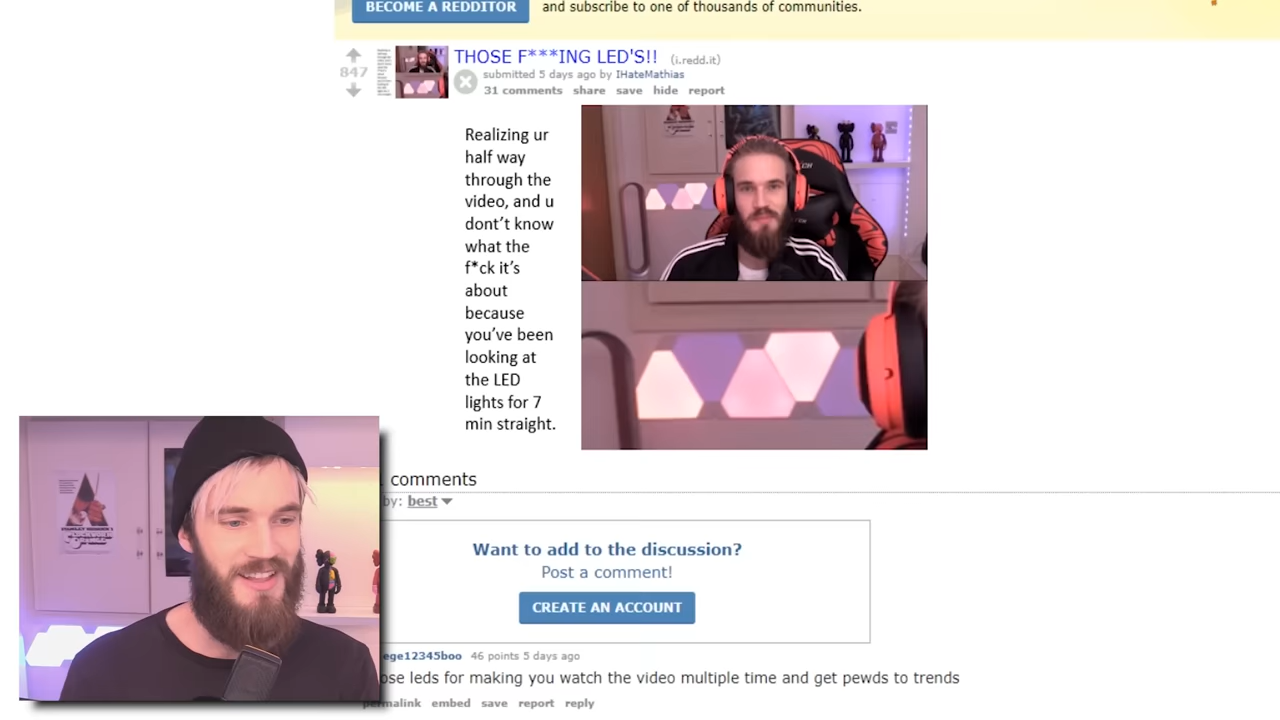 BECOME A REDDITOR
and subscribe to one of thousands of communities.
THOSE F***ING LED'S!! (i.redd.it)
847
submitted 5 days ago by IHateMathias
31 comments share save hide report
Realizing ur
half way
through the
video, and u
dont't know
what the
f*ck it's
about
because
you've been
looking at
the LED
lights for 7
min straight.
comments
by: best
Want to add to the discussion?
Post a comment!
CREATE AN ACCOUNT
ege12345boo 46 points 5 days ago
ose leds for making you watch the video multiple time and get pewds to trends
permalink embed save report reply